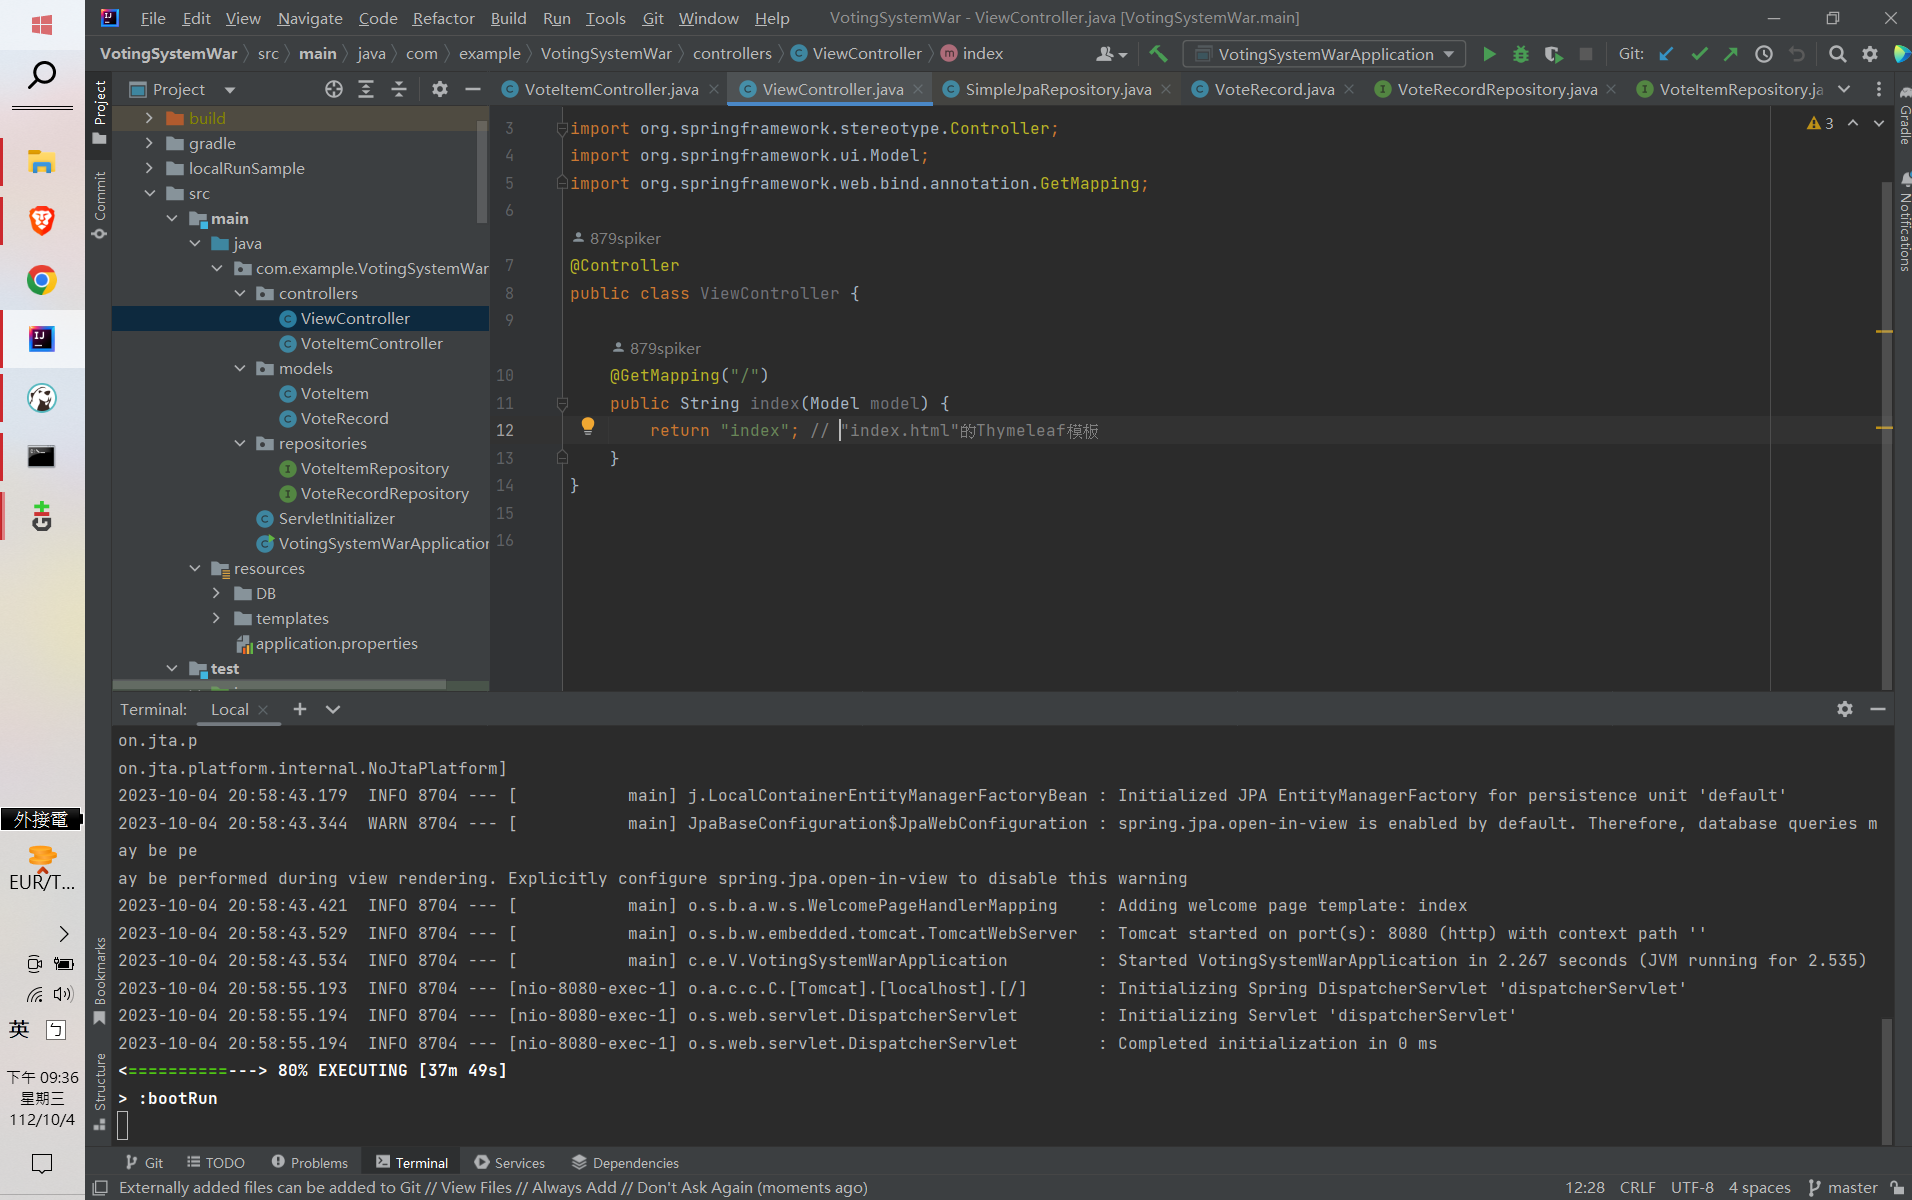 File Edit View Navigate Code Refactor Build Run Tools Git Window Help VotingSystemWar - ViewController.java [VotingSystemWar.main]
VotingSystemWar src main java com example VotingSystemWar controllers ViewController index VotingSystemWarApplication Git:
Project
VoteItemController.java ViewController.java SimpleJpaRepository.java VoteRecord.java VoteRecordRepository.java VoteItemRepository.ja
Project
Commit
Bookmarks
Structure
Gradle
Notifications
build
gradle
localRunSample
src
main
java
com.example.VotingSystemWar
controllers
ViewController
VoteItemController
models
VoteItem
VoteRecord
repositories
VoteItemRepository
VoteRecordRepository
ServletInitializer
VotingSystemWarApplication
resources
DB
templates
application.properties
test
3
3 import org.springframework.stereotype.Controller;
4 import org.springframework.ui.Model;
5 import org.springframework.web.bind.annotation.GetMapping;
6
879spiker
7 @Controller
8 public class ViewController {
9
879spiker
10 @GetMapping("/")
11 public String index(Model model) {
12 return "index"; // "index.html"的Thymeleaf模板
13 }
14 }
15
16
Terminal: Local
on.jta.p
on.jta.platform.internal.NoJtaPlatform]
2023-10-04 20:58:43.179  INFO 8704 --- [           main] j.LocalContainerEntityManagerFactoryBean : Initialized JPA EntityManagerFactory for persistence unit 'default'
2023-10-04 20:58:43.344  WARN 8704 --- [           main] JpaBaseConfiguration$JpaWebConfiguration : spring.jpa.open-in-view is enabled by default. Therefore, database queries m
ay be pe
ay be performed during view rendering. Explicitly configure spring.jpa.open-in-view to disable this warning
2023-10-04 20:58:43.421  INFO 8704 --- [           main] o.s.b.a.w.s.WelcomePageHandlerMapping    : Adding welcome page template: index
2023-10-04 20:58:43.529  INFO 8704 --- [           main] o.s.b.w.embedded.tomcat.TomcatWebServer  : Tomcat started on port(s): 8080 (http) with context path ''
2023-10-04 20:58:43.534  INFO 8704 --- [           main] c.e.V.VotingSystemWarApplication         : Started VotingSystemWarApplication in 2.267 seconds (JVM running for 2.535)
2023-10-04 20:58:55.193  INFO 8704 --- [nio-8080-exec-1] o.a.c.c.C.[Tomcat].[localhost].[/]       : Initializing Spring DispatcherServlet 'dispatcherServlet'
2023-10-04 20:58:55.194  INFO 8704 --- [nio-8080-exec-1] o.s.web.servlet.DispatcherServlet        : Initializing Servlet 'dispatcherServlet'
2023-10-04 20:58:55.194  INFO 8704 --- [nio-8080-exec-1] o.s.web.servlet.DispatcherServlet        : Completed initialization in 0 ms
<==========---> 80% EXECUTING [37m 49s]
> :bootRun
Git TODO Problems Terminal Services Dependencies
Externally added files can be added to Git // View Files // Always Add // Don't Ask Again (moments ago) 12:28 CRLF UTF-8 4 spaces master
外接電
EUR/T...
英 ㄅ
下午 09:36
星期三
112/10/4